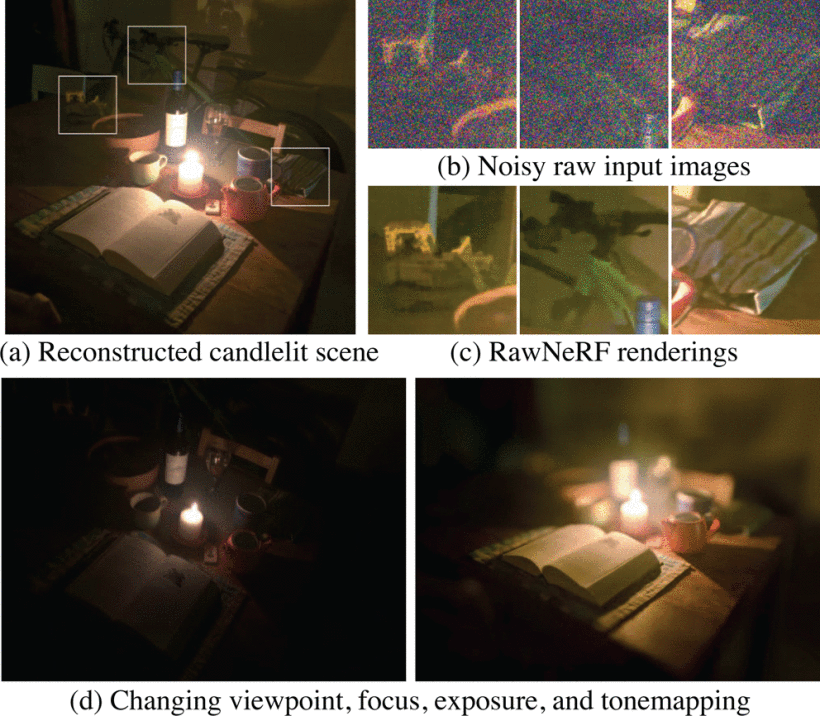 (b) Noisy raw input images
(a) Reconstructed candlelit scene
(c) RawNeRF renderings
(d) Changing viewpoint, focus, exposure, and tonemapping